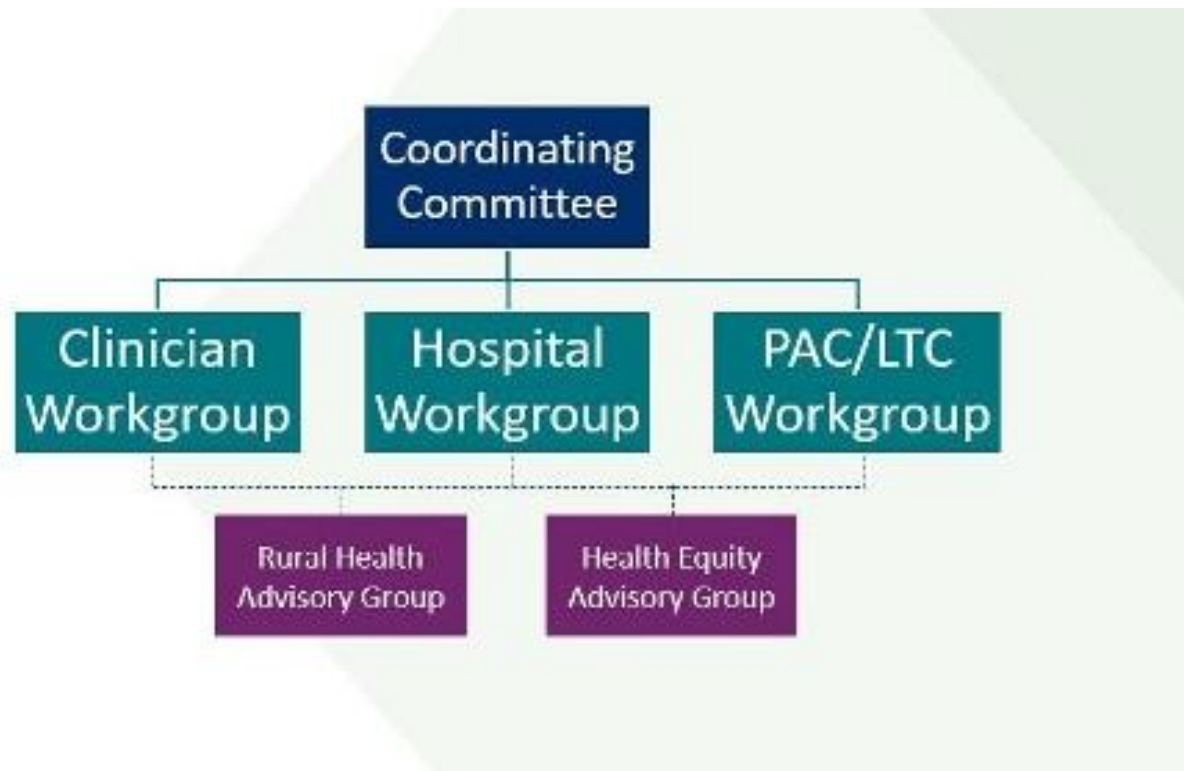 Coordinating
Committee
Clinician
Workgroup
Hospital
Workgroup
PAC/LTC
Workgroup
Rural Health
Advisory Group
Health Equity
Advisory Group